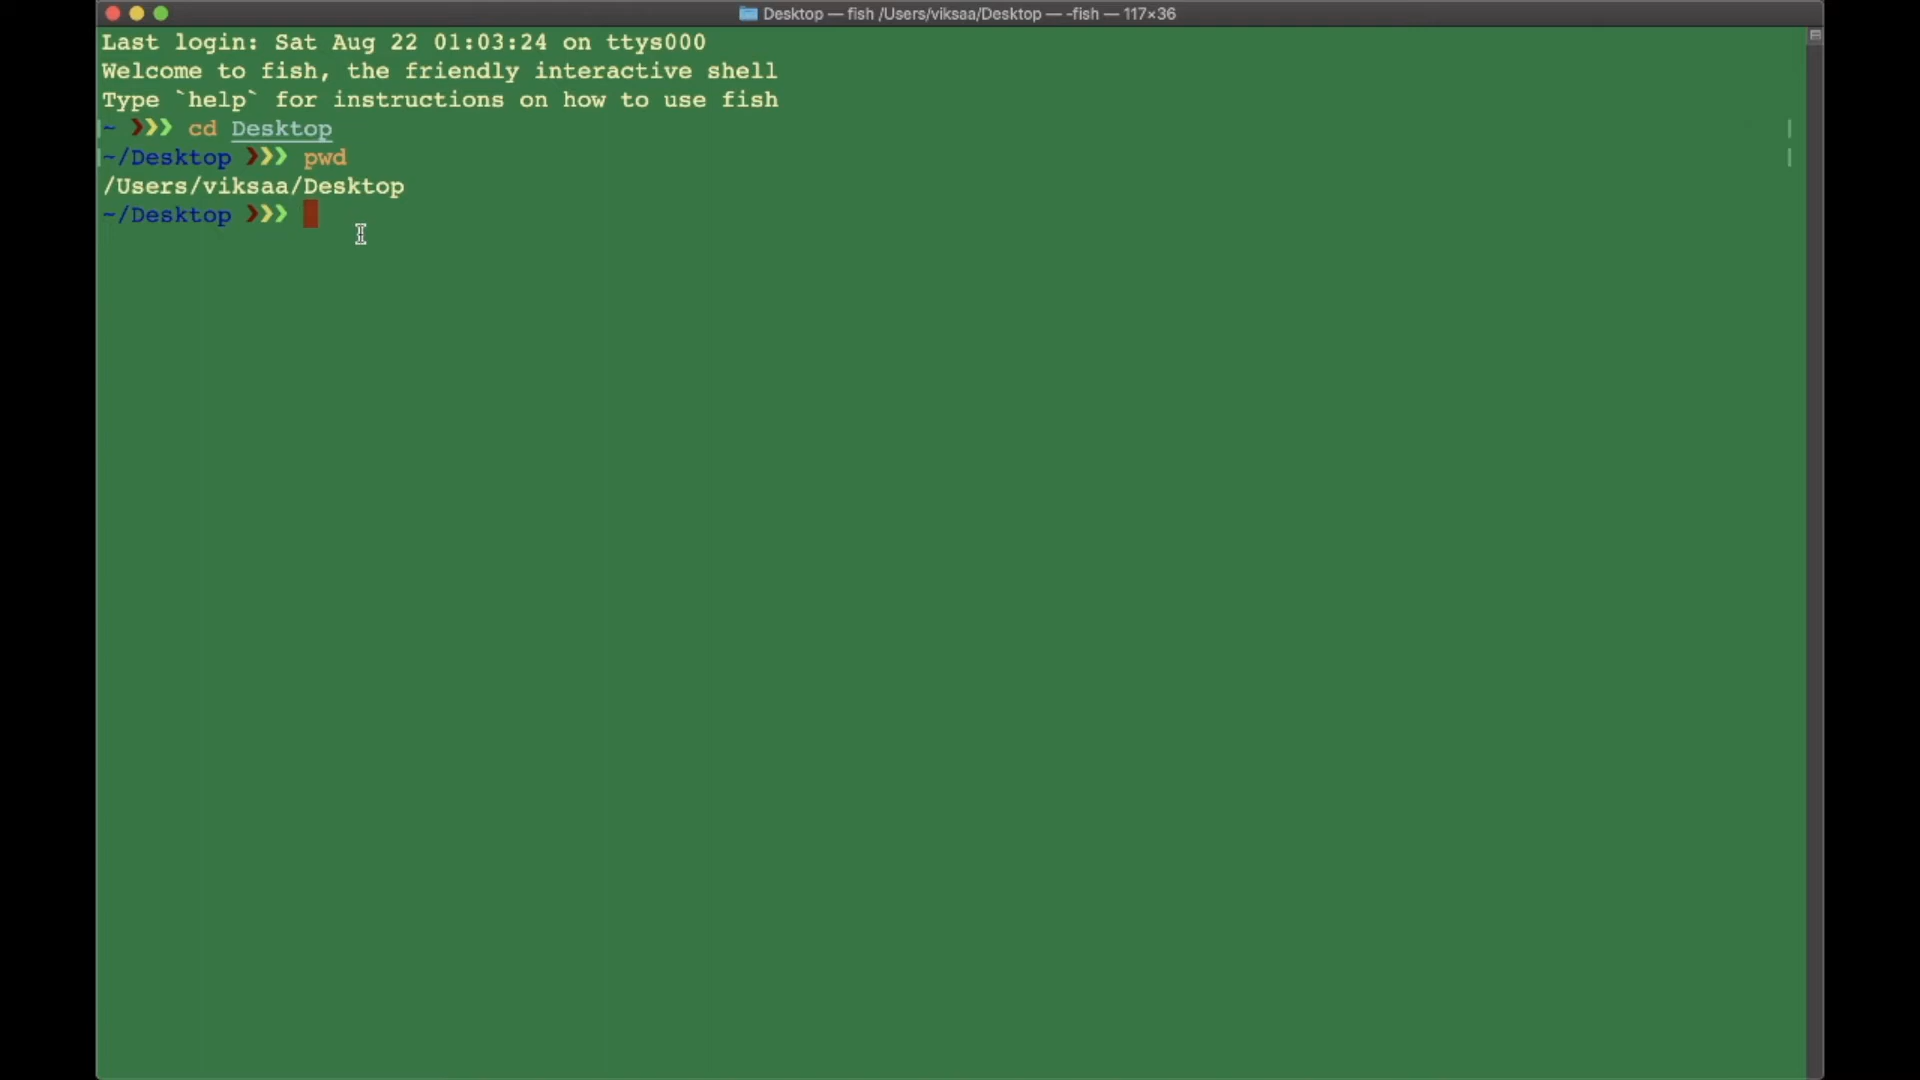 Desktop — fish /Users/viksaa/Desktop — -fish — 117×36
Last login: Sat Aug 22 01:03:24 on ttys000
Welcome to fish, the friendly interactive shell
Type `help` for instructions on how to use fish
~ ❯❯❯ cd Desktop
~/Desktop ❯❯❯ pwd
/Users/viksaa/Desktop
~/Desktop ❯❯❯